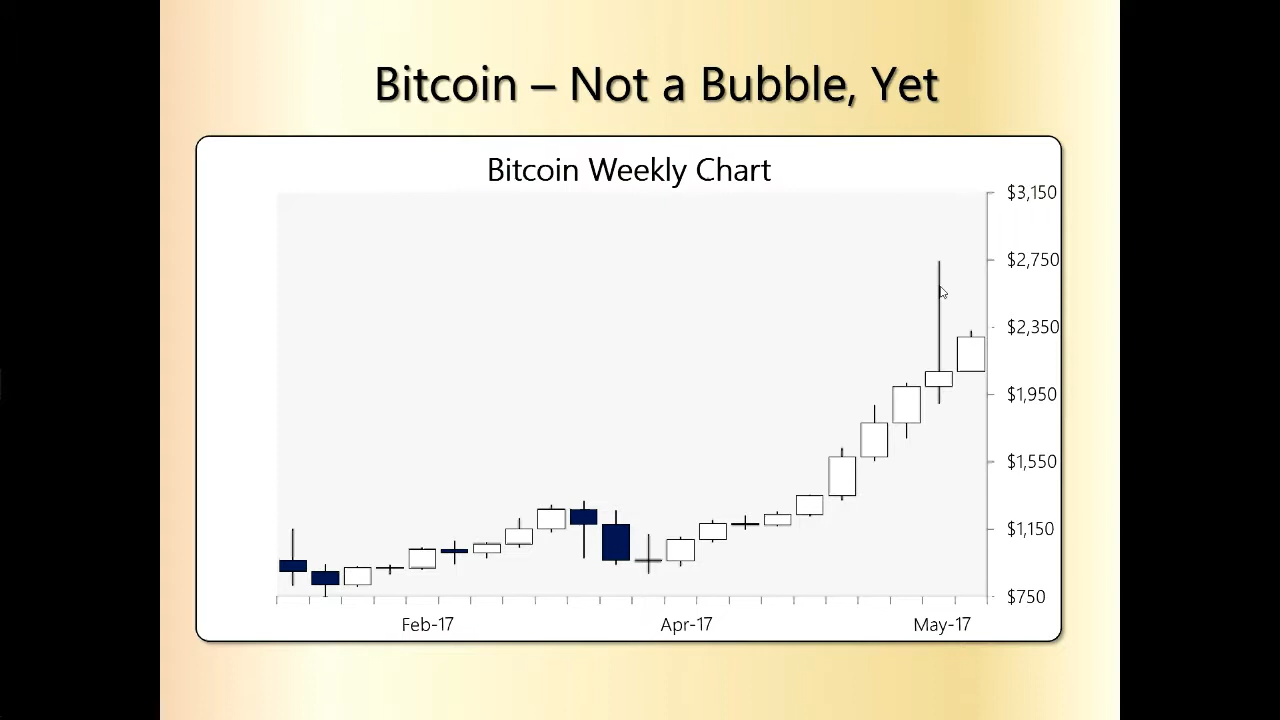 Bitcoin – Not a Bubble, Yet
Bitcoin Weekly Chart
$3,150
$2,750
$2,350
$1,950
$1,550
$1,150
$750
Feb-17 Apr-17 May-17